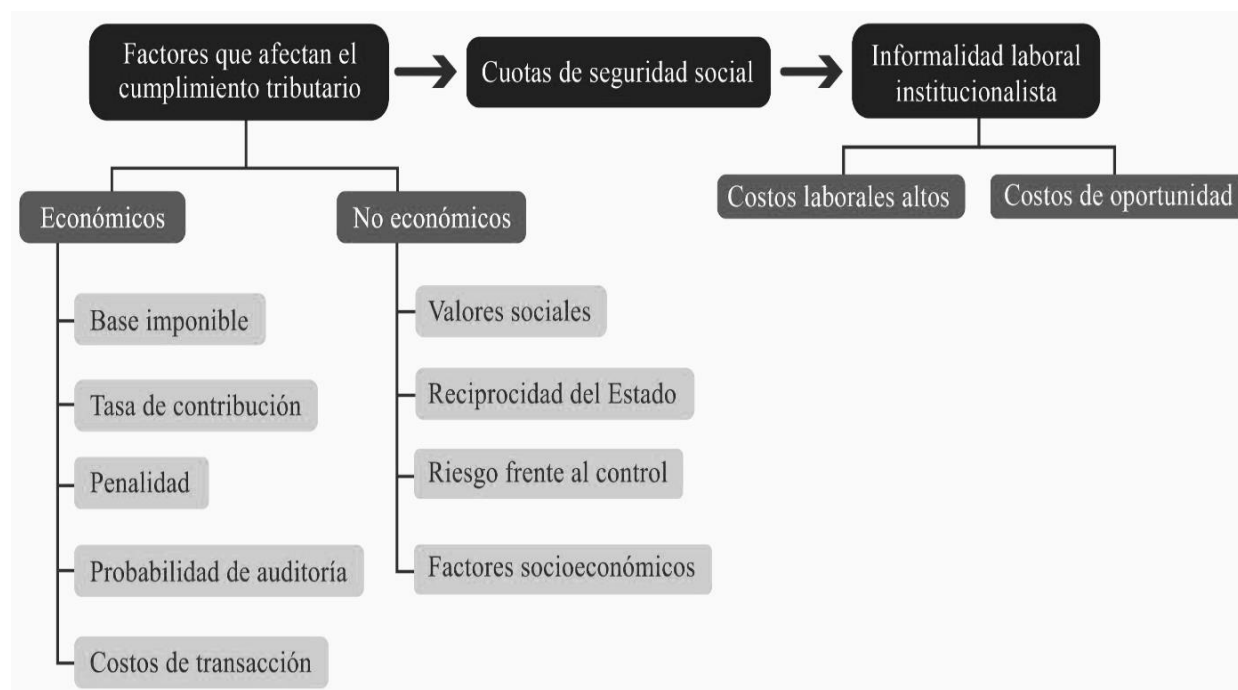 Factores que afectan el
cumplimiento tributario
Cuotas de seguridad social
Informalidad laboral
institucionalista
Económicos
No económicos
Costos laborales altos
Costos de oportunidad
Base imponible
Tasa de contribución
Penalidad
Probabilidad de auditoría
Costos de transacción
Valores sociales
Reciprocidad del Estado
Riesgo frente al control
Factores socioeconómicos